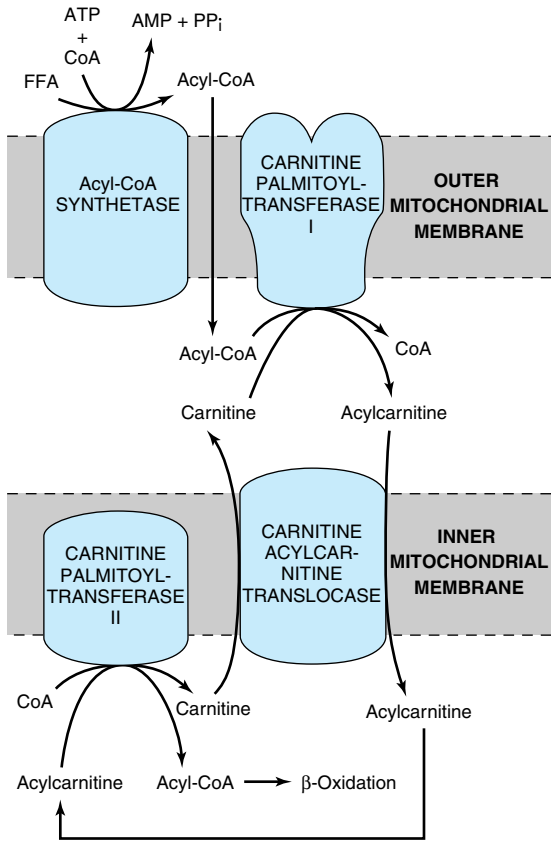 ATP
+
CoA
AMP + PPi
FFA
Acyl-CoA
Acyl-CoA
SYNTHETASE
CARNITINE
PALMITOYL-
TRANSFERASE
I
OUTER
MITOCHONDRIAL
MEMBRANE
Acyl-CoA
CoA
Carnitine
Acylcarnitine
CARNITINE
PALMITOYL-
TRANSFERASE
II
CARNITINE
ACYLCAR-
NITINE
TRANSLOCASE
INNER
MITOCHONDRIAL
MEMBRANE
CoA
Carnitine
Acylcarnitine
Acylcarnitine
Acyl-CoA
β-Oxidation